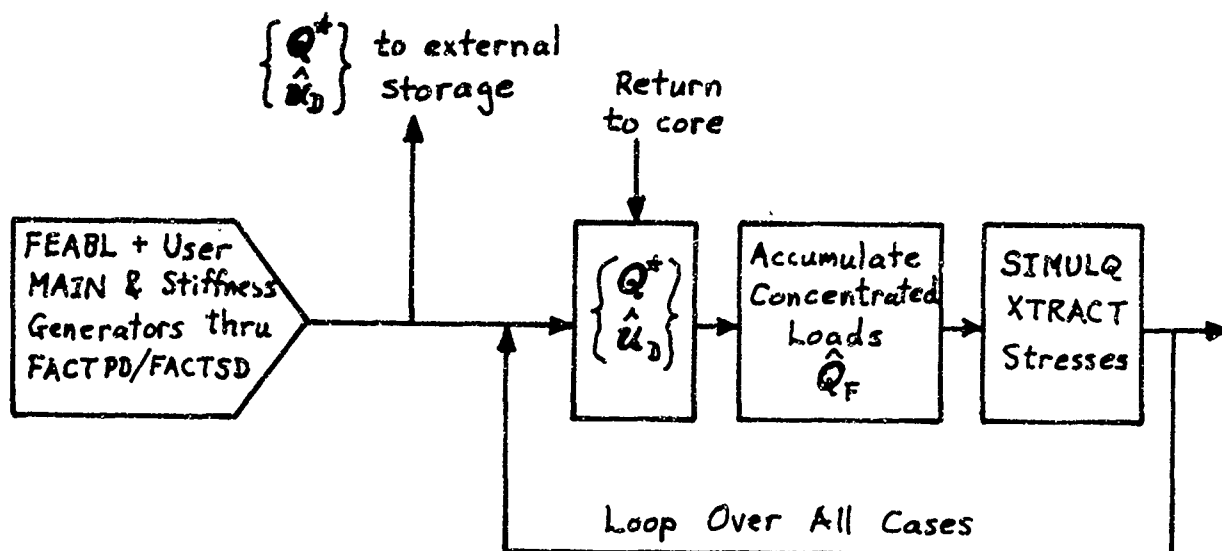 {Q*
û_D} to external
storage
Return
to core
FEABL + User
MAIN & Stiffness
Generators thru
FACTPD/FACTSD
{Q*
û_D}
Accumulate
Concentrated
Loads
Q̂_F
SIMULQ
XTRACT
Stresses
Loop Over All Cases